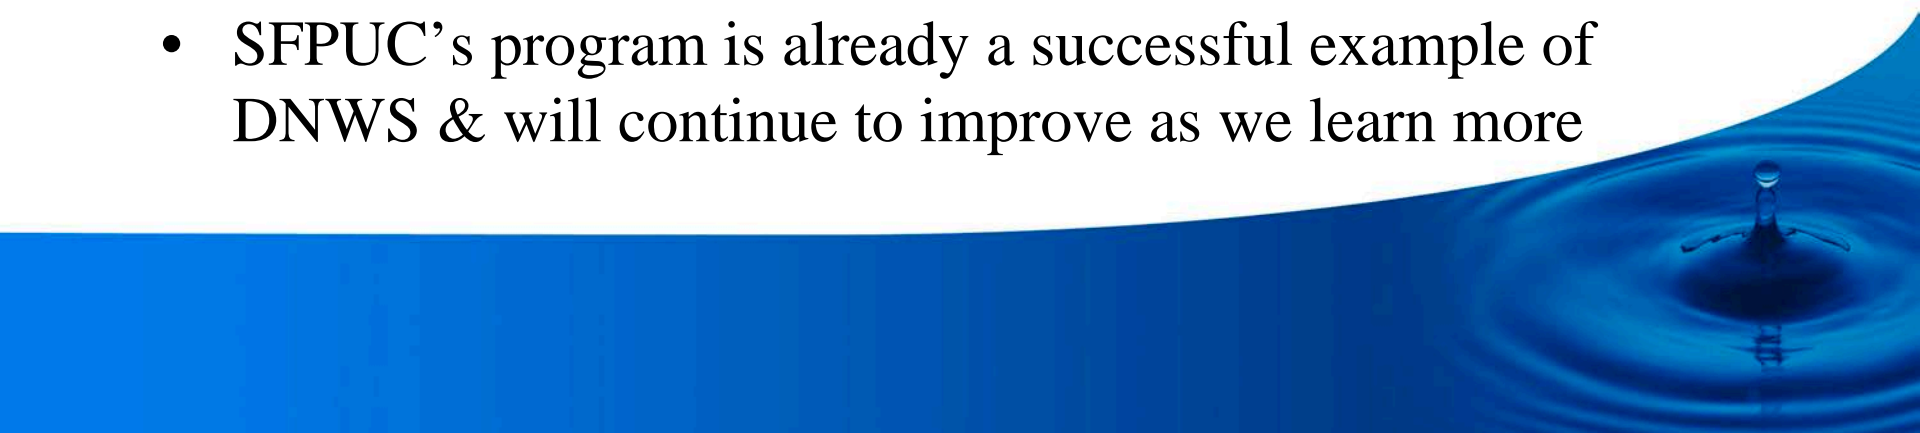 • SFPUC’s program is already a successful example of
DNWS & will continue to improve as we learn more